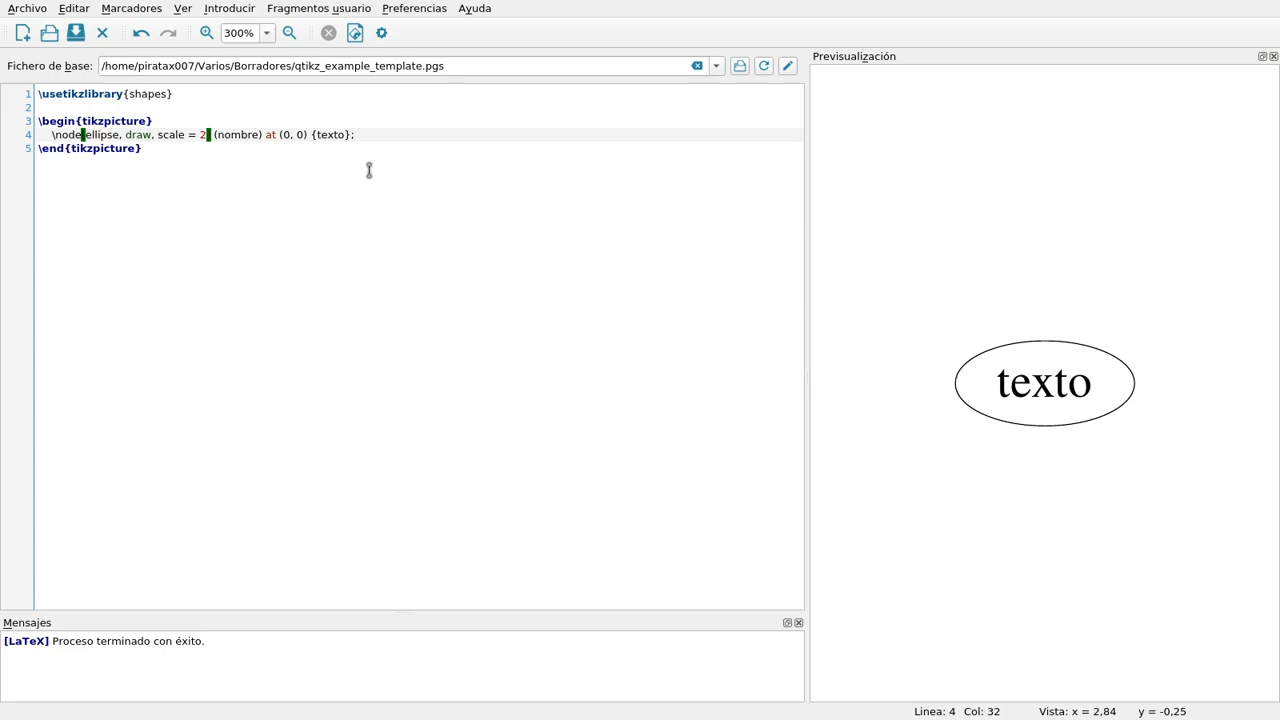 Archivo Editar Marcadores Ver Introducir Fragmentos usuario Preferencias Ayuda
300%
Fichero de base: /home/piratax007/Varios/Borradores/qtikz_example_template.pgs
1 \usetikzlibrary{shapes}
2
3 \begin{tikzpicture}
4 \node[ellipse, draw, scale = 2] (nombre) at (0, 0) {texto};
5 \end{tikzpicture}
Mensajes
[LaTeX] Proceso terminado con éxito.
Previsualización
texto
Linea: 4 Col: 32 Vista: x = 2,84 y = -0,25